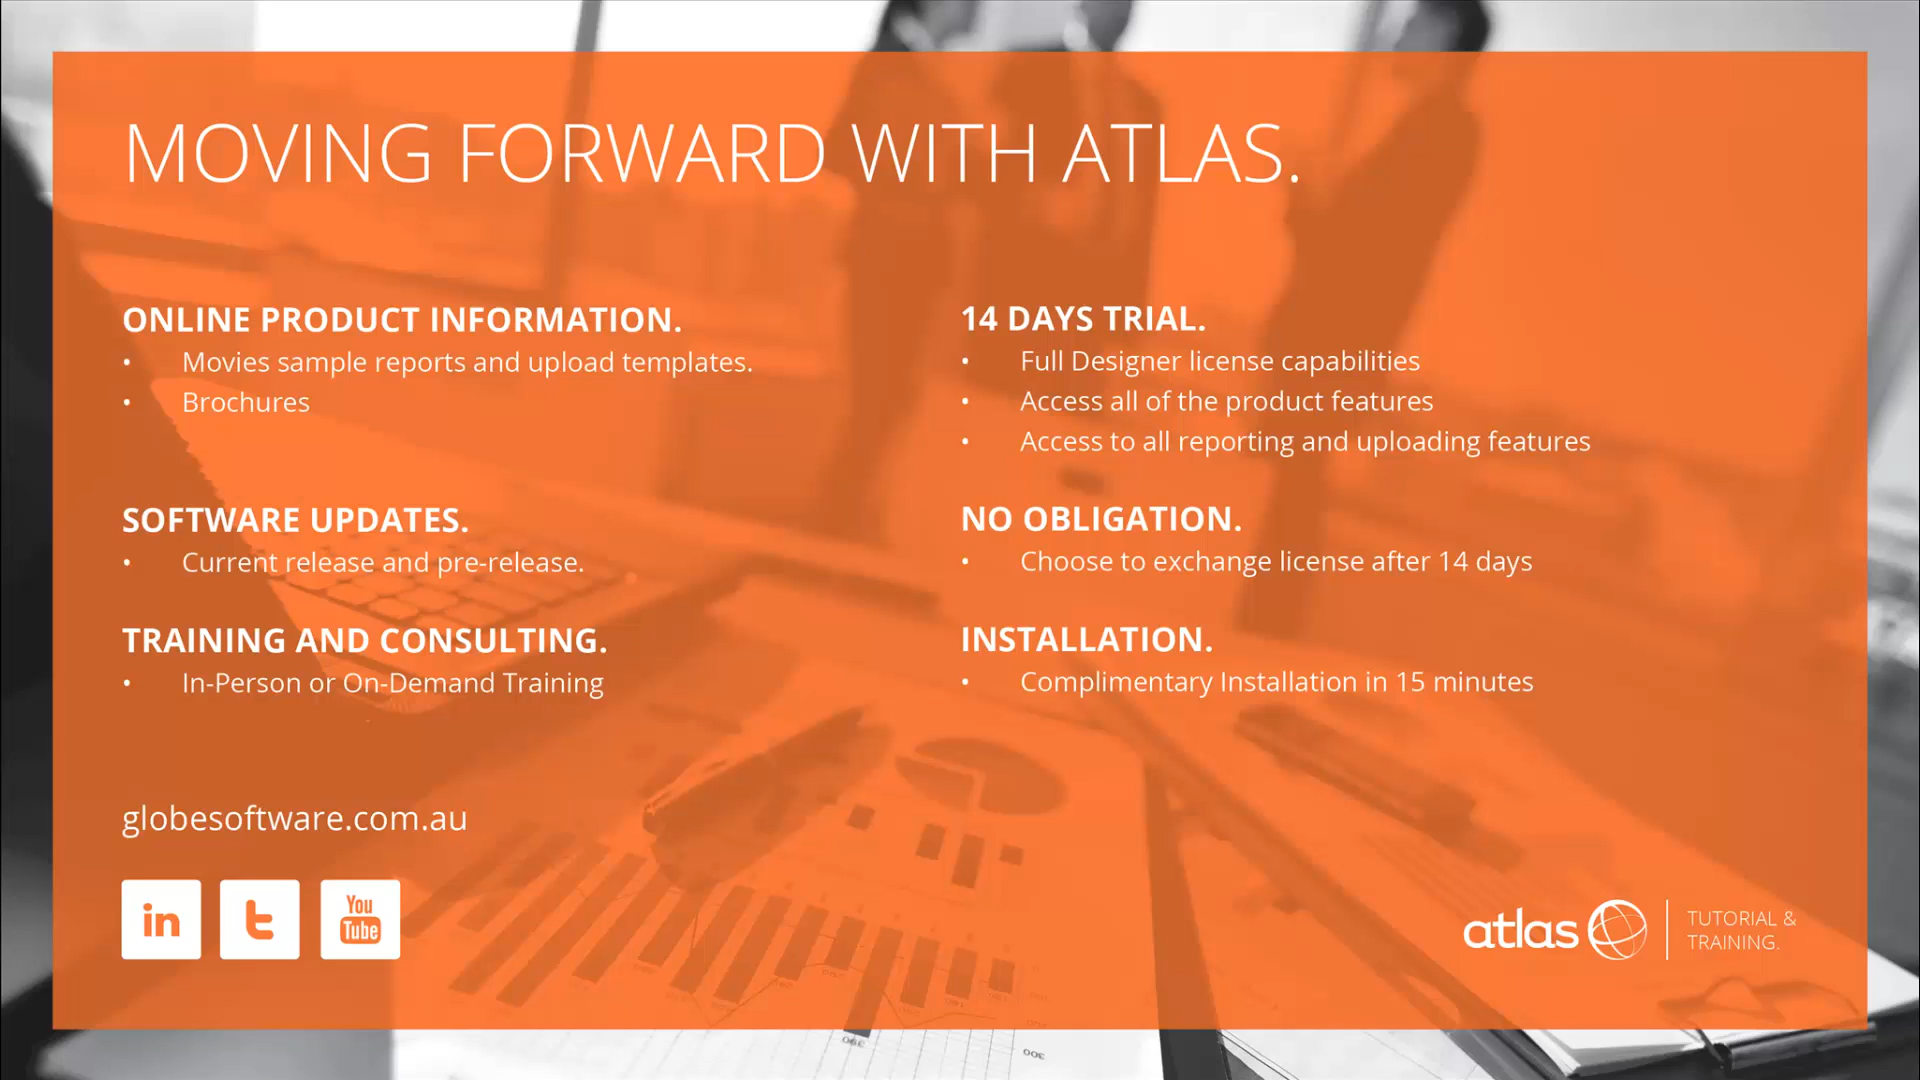 MOVING FORWARD WITH ATLAS.
ONLINE PRODUCT INFORMATION.
• Movies sample reports and upload templates.
• Brochures
SOFTWARE UPDATES.
• Current release and pre-release.
TRAINING AND CONSULTING.
• In-Person or On-Demand Training
14 DAYS TRIAL.
• Full Designer license capabilities
• Access all of the product features
• Access to all reporting and uploading features
NO OBLIGATION.
• Choose to exchange license after 14 days
INSTALLATION.
• Complimentary Installation in 15 minutes
globesoftware.com.au
in
t
You
Tube
atlas
TUTORIAL &
TRAINING.
300